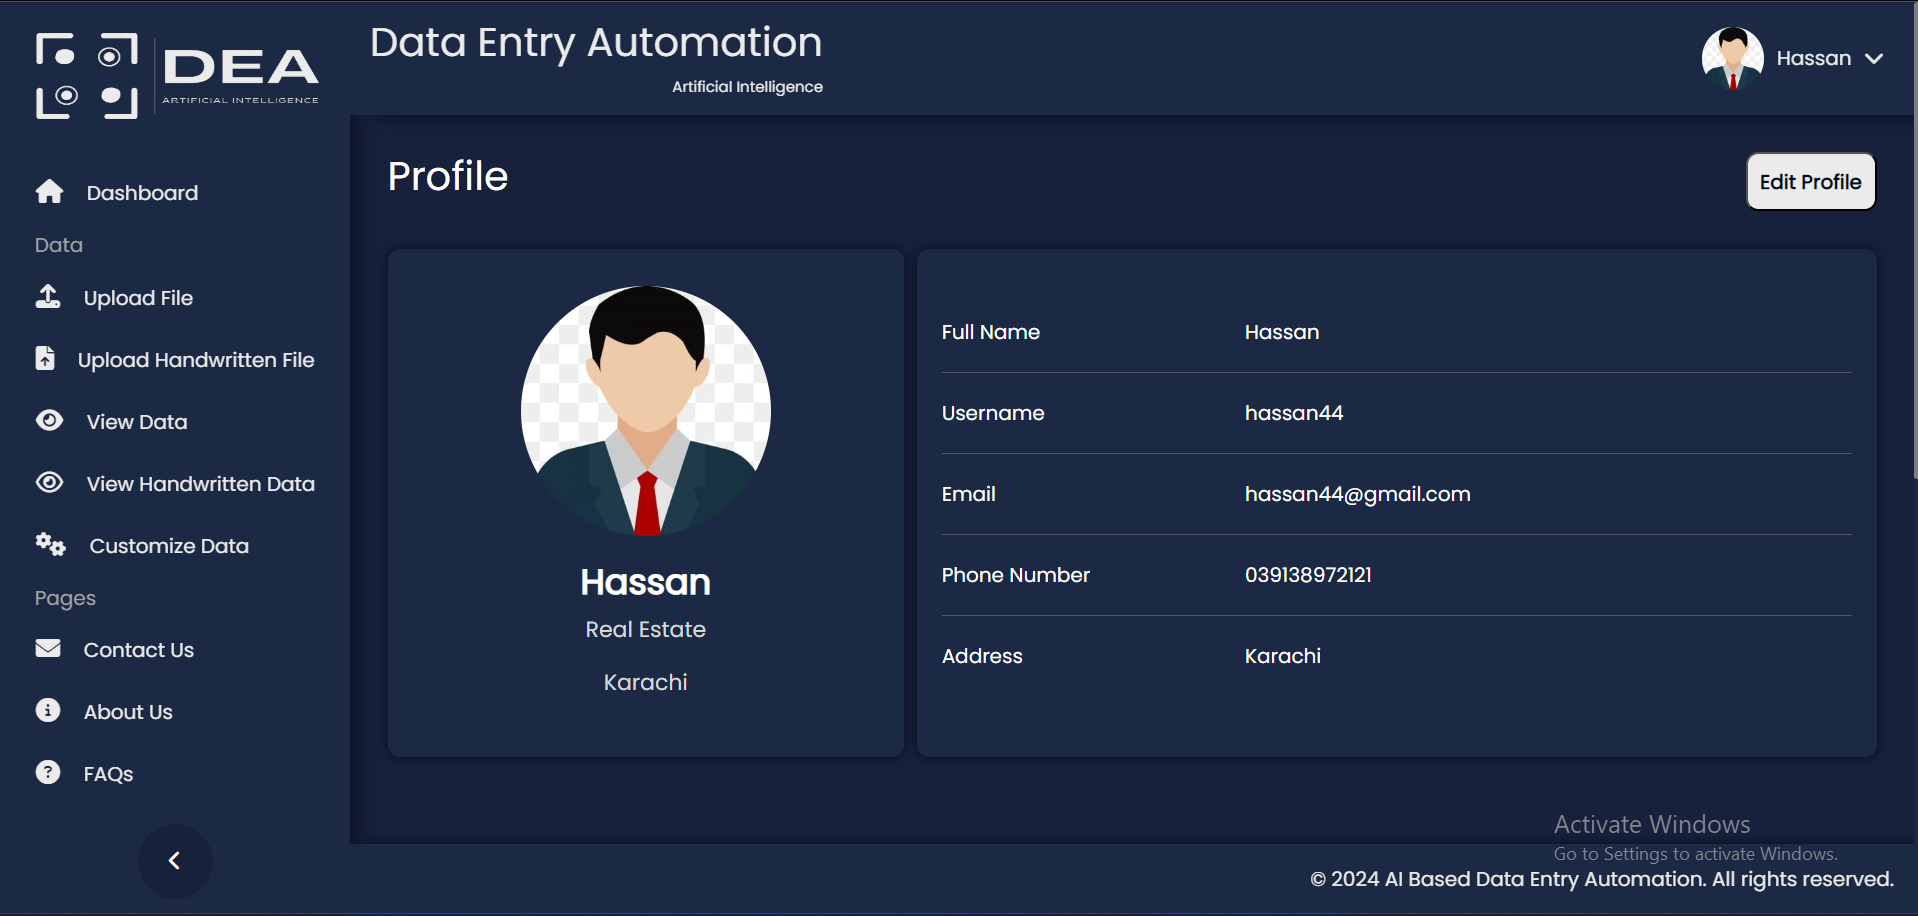 DEA
ARTIFICIAL INTELLIGENCE
Data Entry Automation
Artificial Intelligence
Hassan
Dashboard
Data
Upload File
Upload Handwritten File
View Data
View Handwritten Data
Customize Data
Pages
Contact Us
About Us
FAQs
Profile
Edit Profile
Hassan
Real Estate
Karachi
Full Name Hassan
Username hassan44
Email hassan44@gmail.com
Phone Number 039138972121
Address Karachi
Activate Windows
Go to Settings to activate Windows.
© 2024 AI Based Data Entry Automation. All rights reserved.